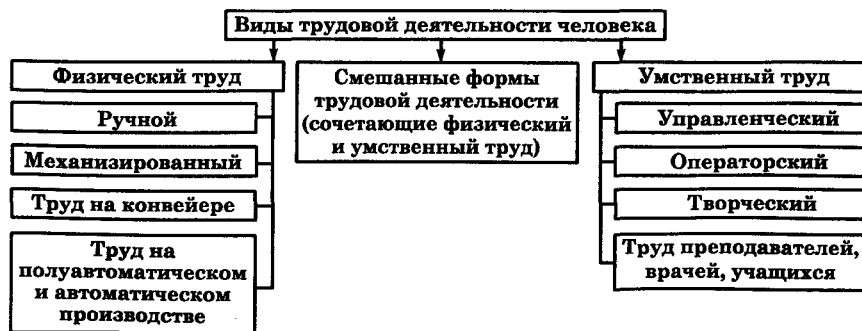 Виды трудовой деятельности человека
Физический труд
Ручной
Механизированный
Труд на конвейере
Труд на
полуавтоматическом
и автоматическом
производстве
Смешанные формы
трудовой деятельности
(сочетающие физический
и умственный труд)
Умственный труд
Управленческий
Операторский
Творческий
Труд преподавателей,
врачей, учащихся